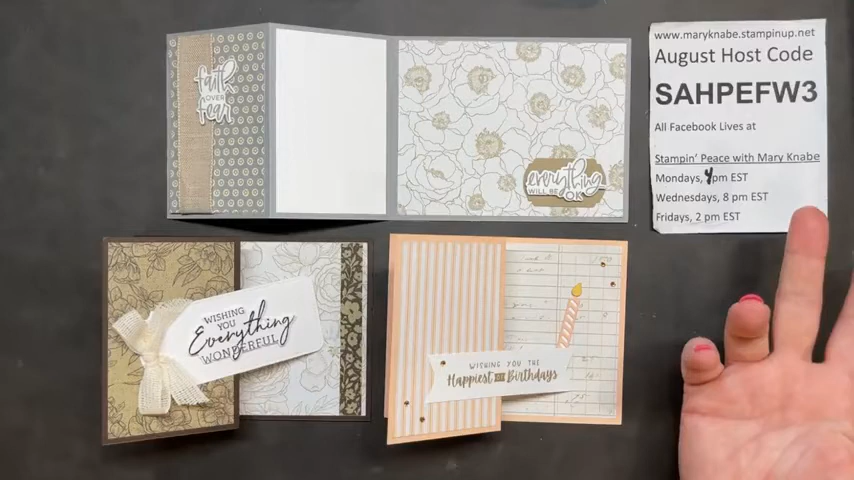 www.maryknabe.stampinup.net
August Host Code
SAHPEFW3
All Facebook Lives at
Stampin' Peace with Mary Knabe
Mondays, 4pm EST
Wednesdays, 8 pm EST
Fridays, 2 pm EST
faith
OVER
fear
everything
WILL BE OK
WISHING
YOU
Everything
WONDERFUL
WISHING YOU THE
Happiest OF Birthdays